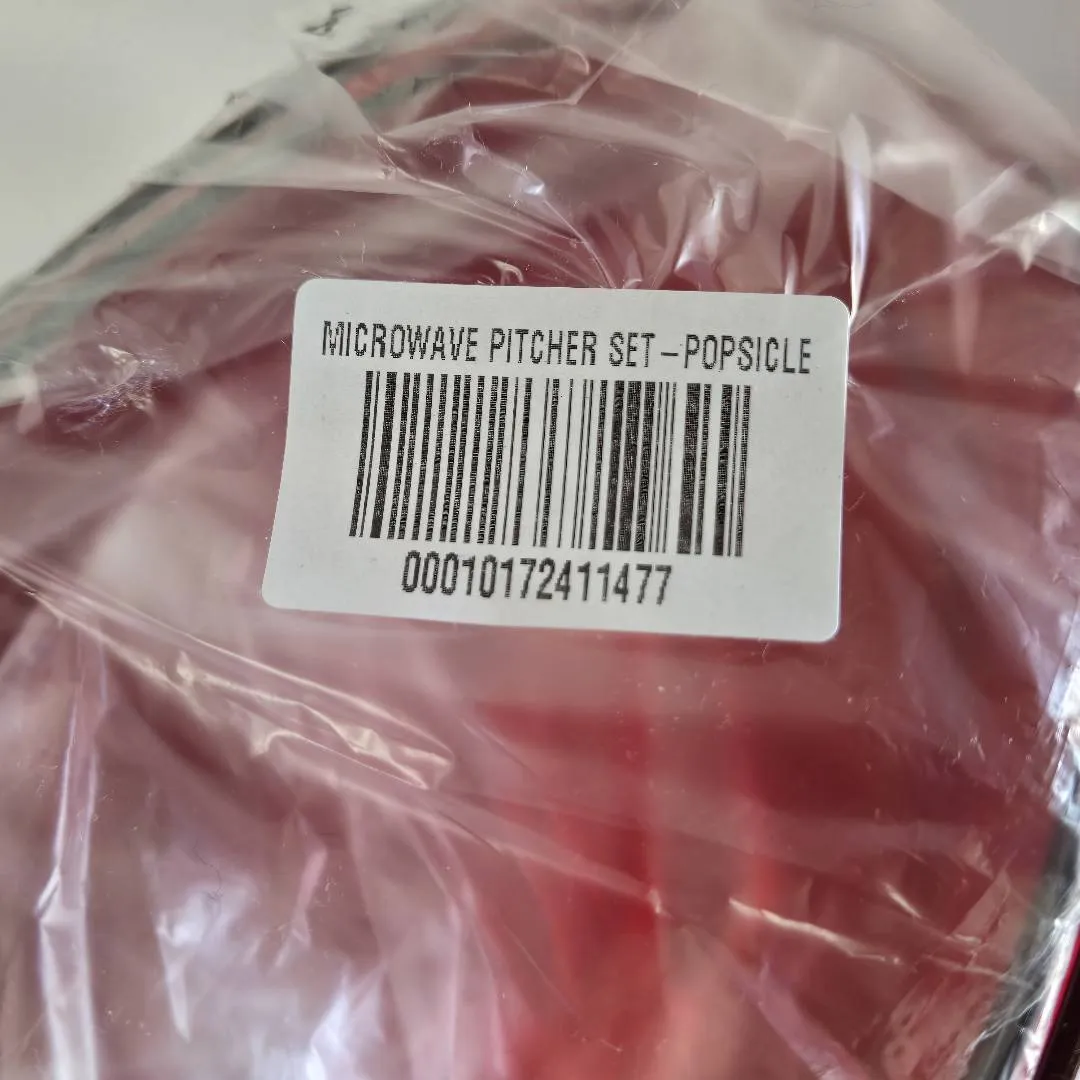 MICROWAVE PITCHER SET – POPSICLE
00010172411477